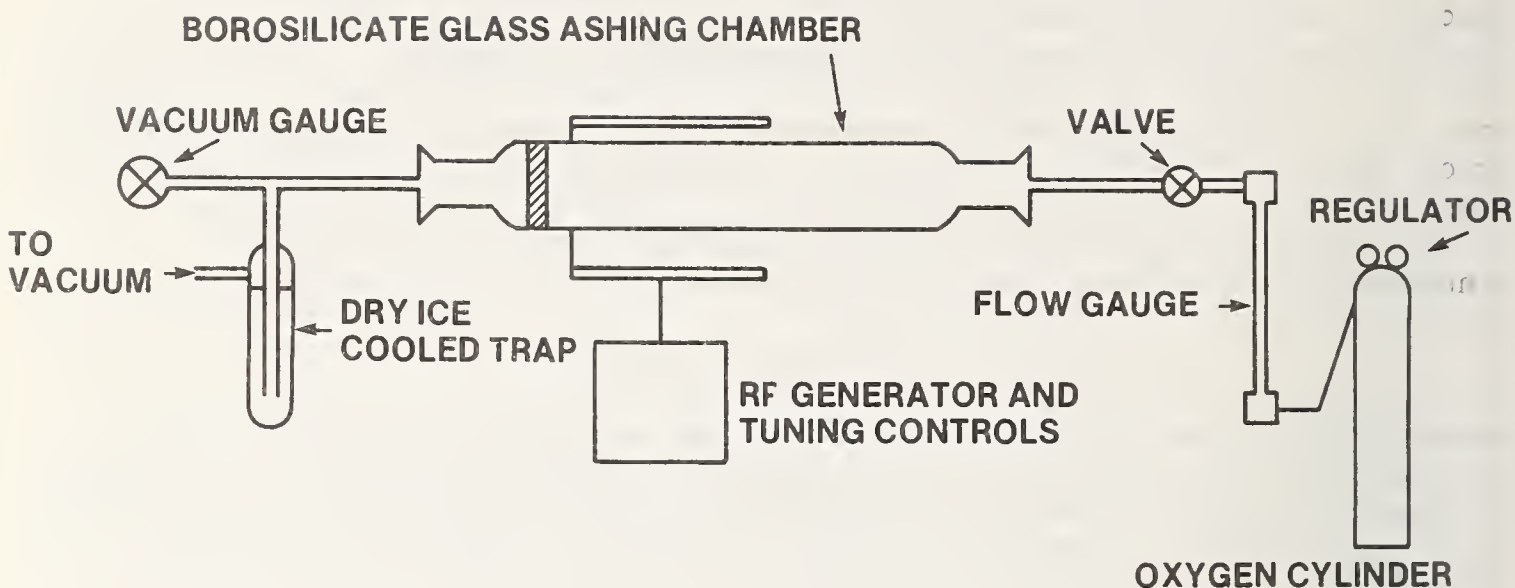 BOROSILICATE GLASS ASHING CHAMBER
VACUUM GAUGE
VALVE
REGULATOR
TO
VACUUM
FLOW GAUGE
DRY ICE
COOLED TRAP
RF GENERATOR AND
TUNING CONTROLS
OXYGEN CYLINDER